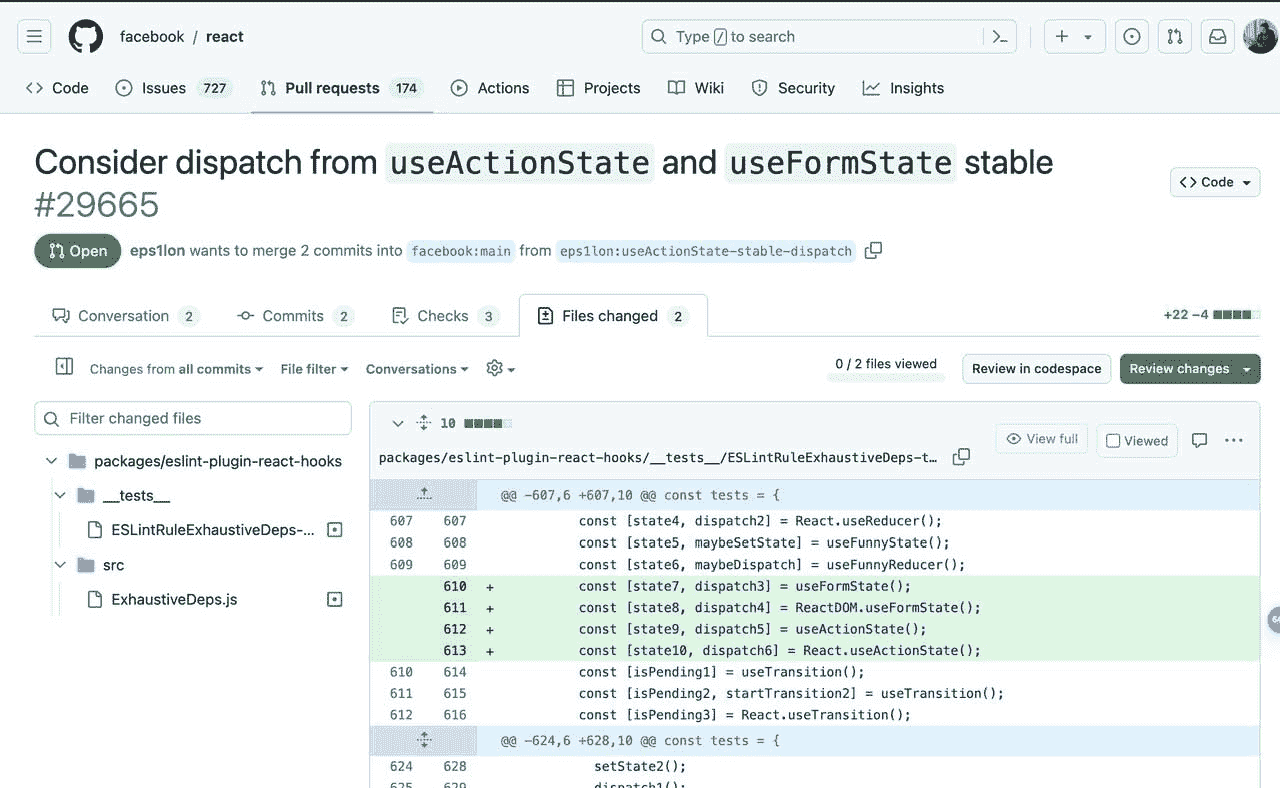 facebook / react
Type / to search
Code
Issues 727
Pull requests 174
Actions
Projects
Wiki
Security
Insights
Consider dispatch from useActionState and useFormState stable
#29665
Code
Open eps1lon wants to merge 2 commits into facebook:main from eps1lon:useActionState-stable-dispatch
Conversation 2
Commits 2
Checks 3
Files changed 2
+22 −4
Changes from all commits
File filter
Conversations
0 / 2 files viewed
Review in codespace
Review changes
Filter changed files
packages/eslint-plugin-react-hooks
__tests__
ESLintRuleExhaustiveDeps-...
src
ExhaustiveDeps.js
10
View full
Viewed
packages/eslint-plugin-react-hooks/__tests__/ESLintRuleExhaustiveDeps-t…
@@ -607,6 +607,10 @@ const tests = {
607 607 const [state4, dispatch2] = React.useReducer();
608 608 const [state5, maybeSetState] = useFunnyState();
609 609 const [state6, maybeDispatch] = useFunnyReducer();
610 + const [state7, dispatch3] = useFormState();
611 + const [state8, dispatch4] = ReactDOM.useFormState();
612 + const [state9, dispatch5] = useActionState();
613 + const [state10, dispatch6] = React.useActionState();
610 614 const [isPending1] = useTransition();
611 615 const [isPending2, startTransition2] = useTransition();
612 616 const [isPending3] = React.useTransition();
@@ -624,6 +628,10 @@ const tests = {
624 628 setState2();
625 629 dispatch1();